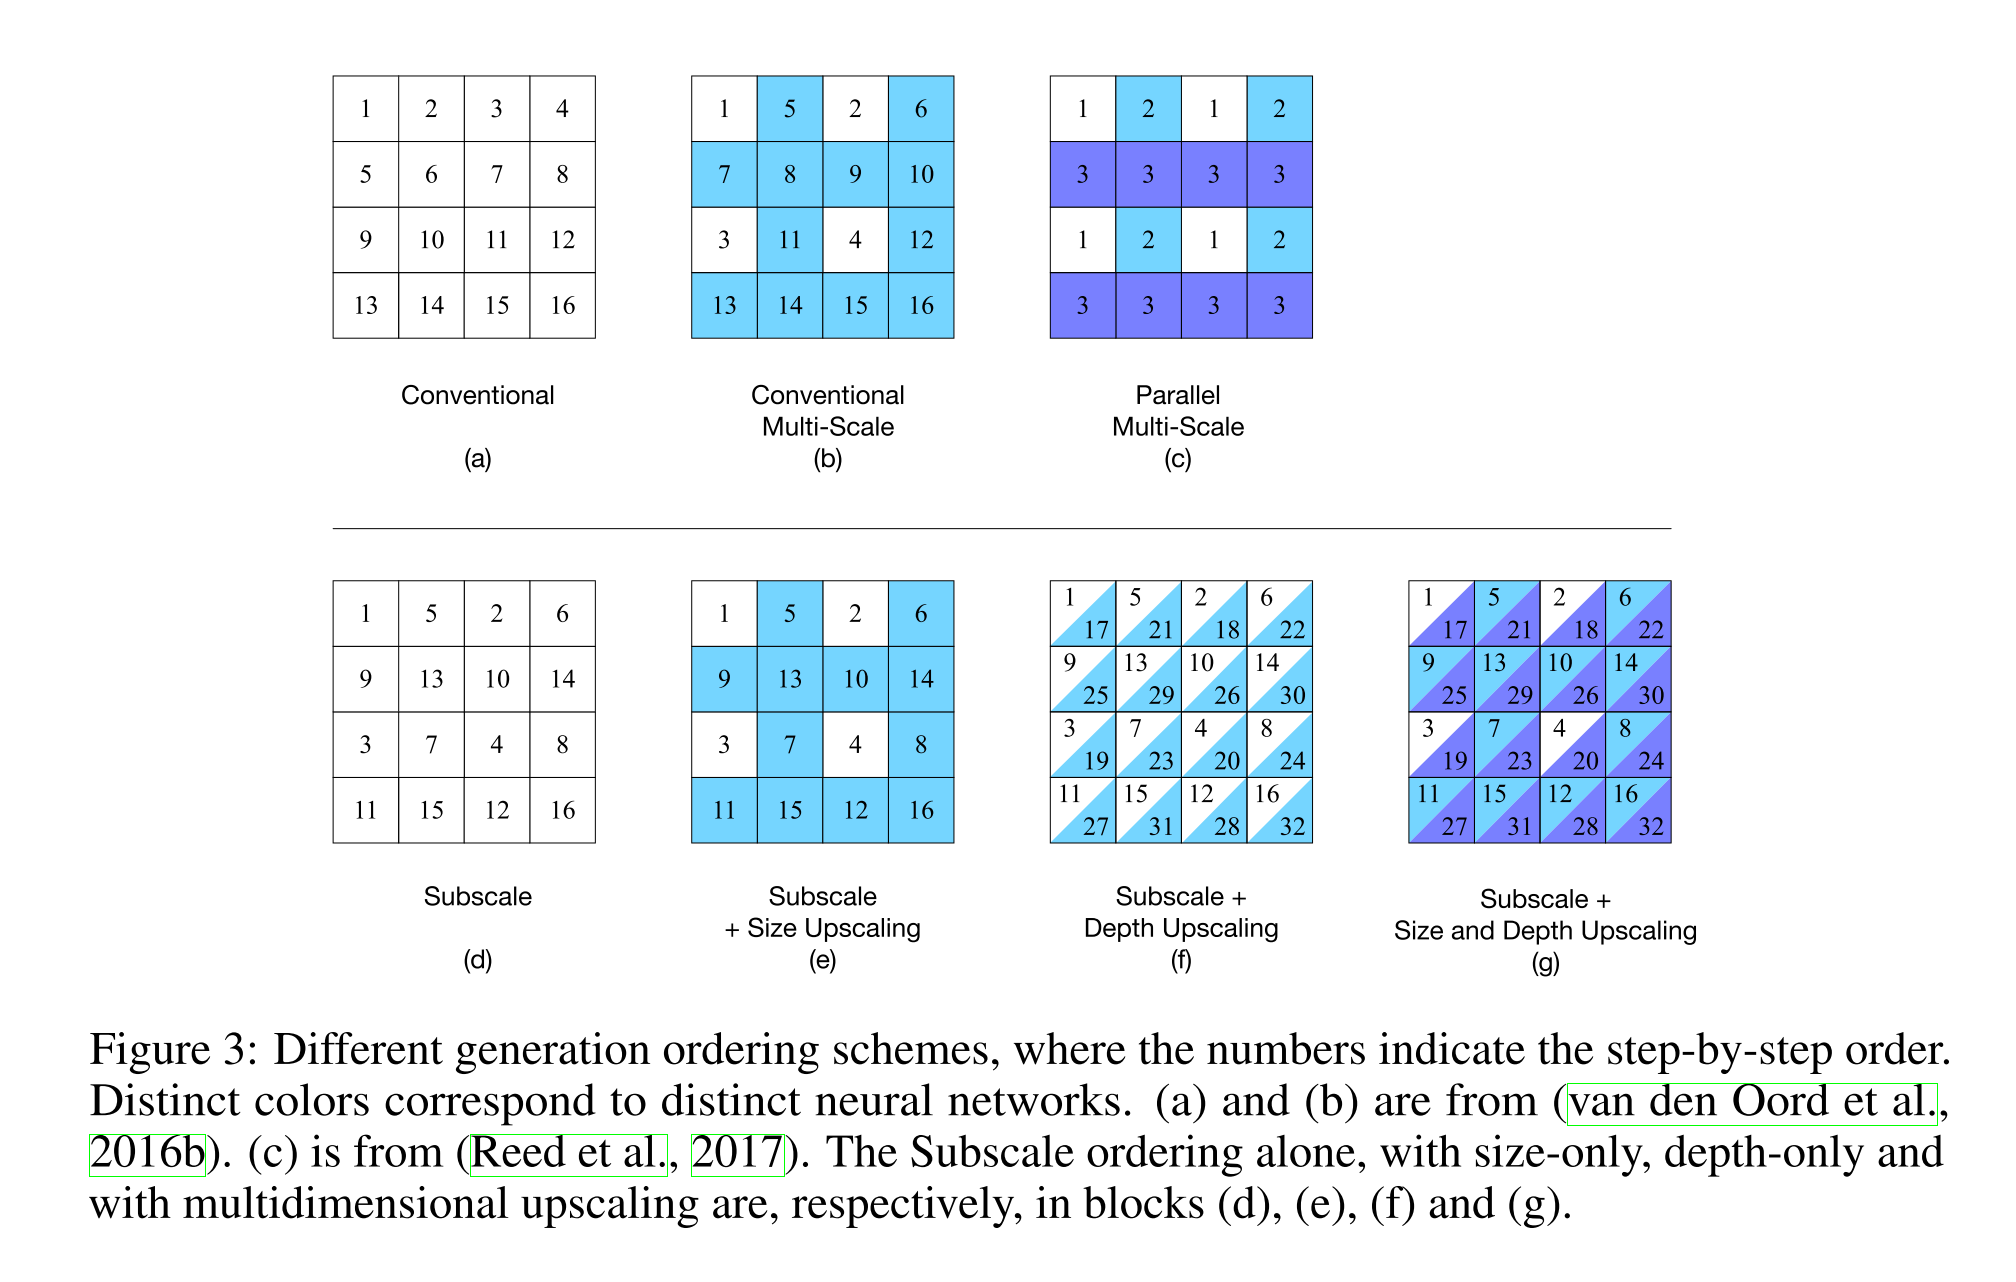 1 2 3 4
5 6 7 8
9 10 11 12
13 14 15 16
Conventional
(a)
1 5 2 6
7 8 9 10
3 11 4 12
13 14 15 16
Conventional
Multi-Scale
(b)
1 2 1 2
3 3 3 3
1 2 1 2
3 3 3 3
Parallel
Multi-Scale
(c)
1 5 2 6
9 13 10 14
3 7 4 8
11 15 12 16
Subscale
(d)
1 5 2 6
9 13 10 14
3 7 4 8
11 15 12 16
Subscale
+ Size Upscaling
(e)
1 5 2 6
17 21 18 22
9 13 10 14
25 29 26 30
3 7 4 8
19 23 20 24
11 15 12 16
27 31 28 32
Subscale +
Depth Upscaling
(f)
1 5 2 6
17 21 18 22
9 13 10 14
25 29 26 30
3 7 4 8
19 23 20 24
11 15 12 16
27 31 28 32
Subscale +
Size and Depth Upscaling
(g)
Figure 3: Different generation ordering schemes, where the numbers indicate the step-by-step order.
Distinct colors correspond to distinct neural networks. (a) and (b) are from (van den Oord et al.,
2016b). (c) is from (Reed et al., 2017). The Subscale ordering alone, with size-only, depth-only and
with multidimensional upscaling are, respectively, in blocks (d), (e), (f) and (g).